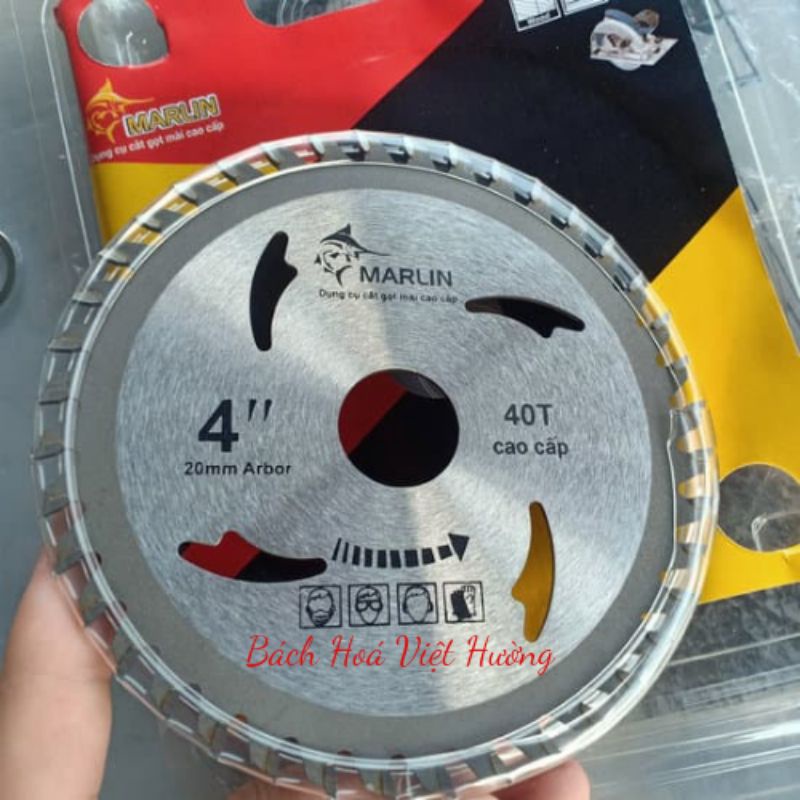 MARLIN
Dụng cụ cắt gọt mài cao cấp
MARLIN
Dụng cụ cắt gọt mài cao cấp
4"
20mm Arbor
40T
cao cấp
Bách Hoá Việt Hường